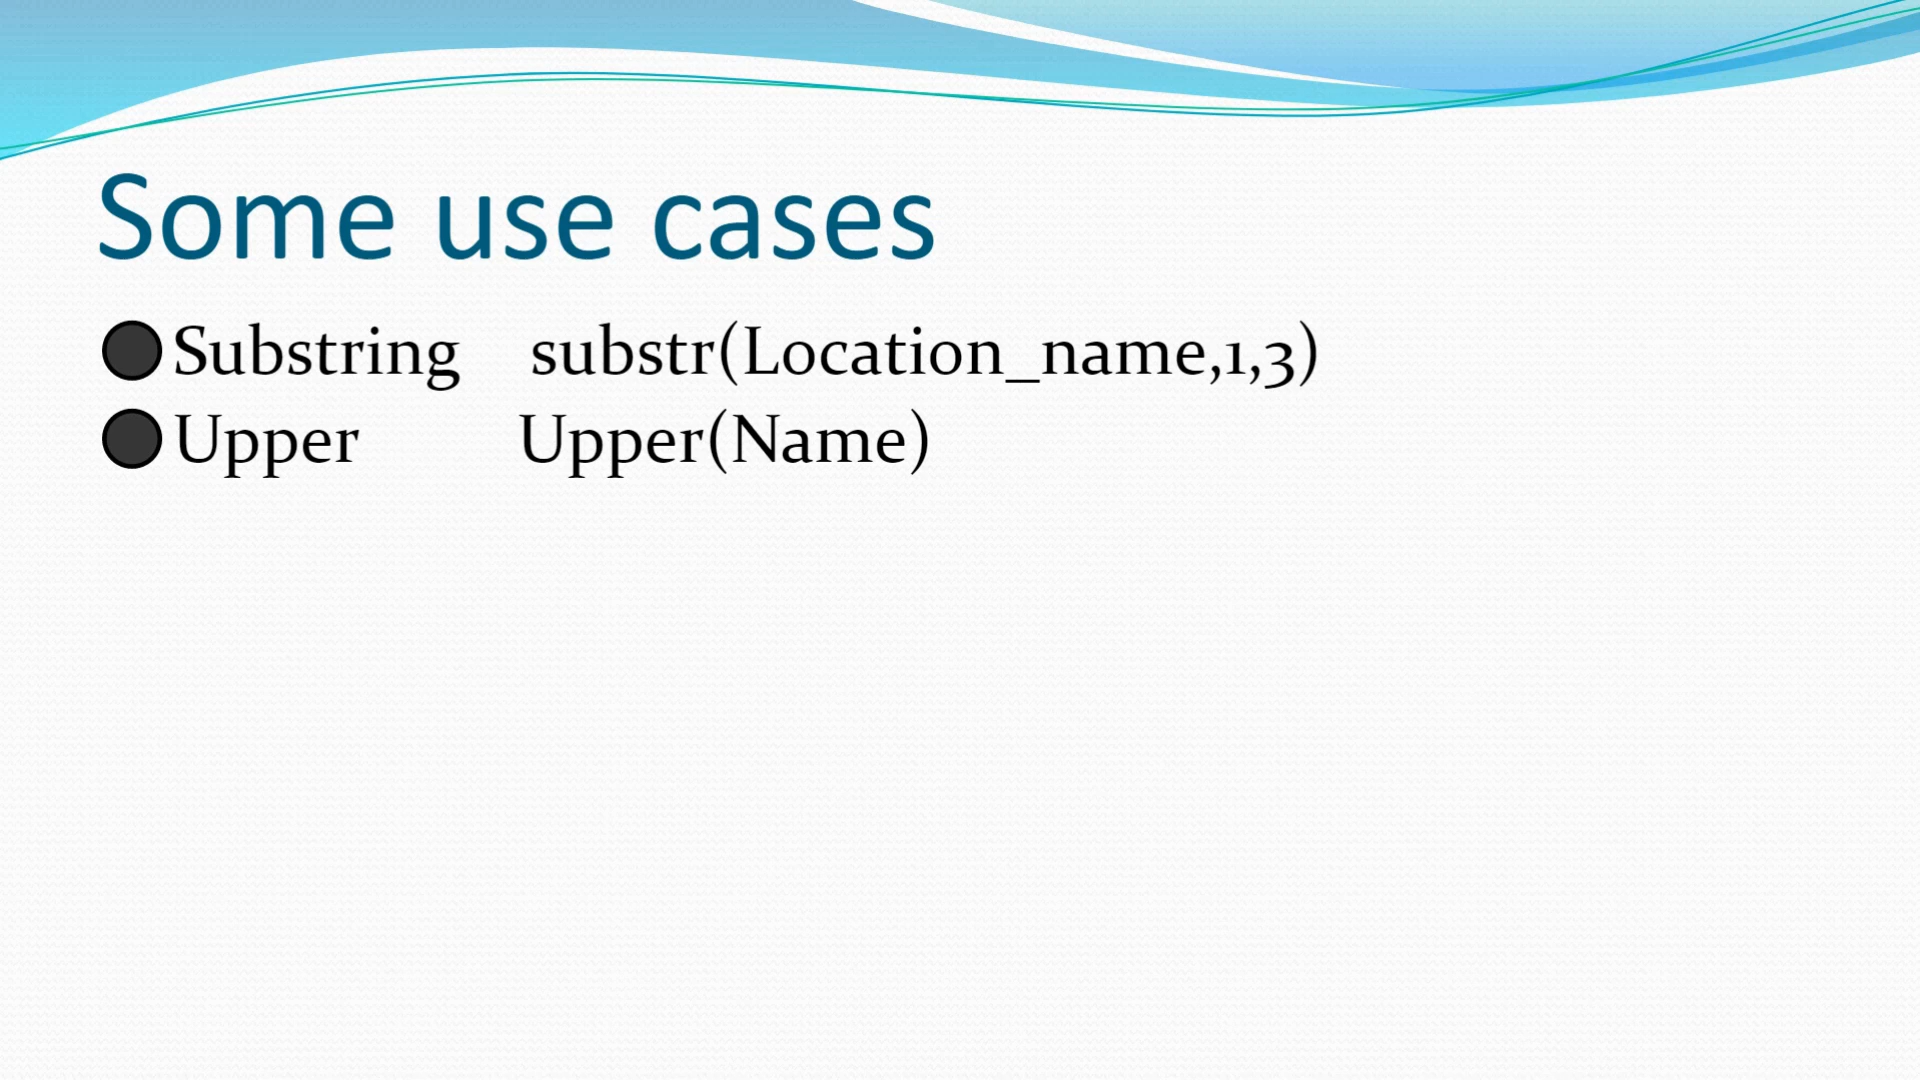 Some use cases
Substring substr(Location_name,1,3)
Upper Upper(Name)